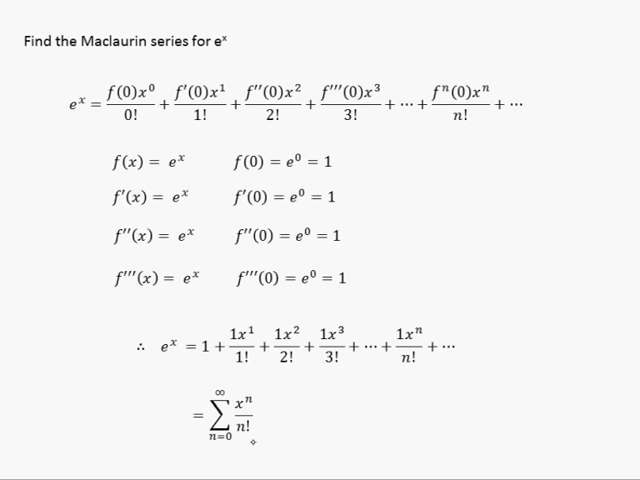 Find the Maclaurin series for eˣ
eˣ = f(0)x⁰/0! + f′(0)x¹/1! + f″(0)x²/2! + f‴(0)x³/3! + ⋯ + fⁿ(0)xⁿ/n! + ⋯
f(x) = eˣ f(0) = e⁰ = 1
f′(x) = eˣ f′(0) = e⁰ = 1
f″(x) = eˣ f″(0) = e⁰ = 1
f‴(x) = eˣ f‴(0) = e⁰ = 1
∴ eˣ = 1 + 1x¹/1! + 1x²/2! + 1x³/3! + ⋯ + 1xⁿ/n! + ⋯
= ∑_{n=0}^{∞} xⁿ/n!